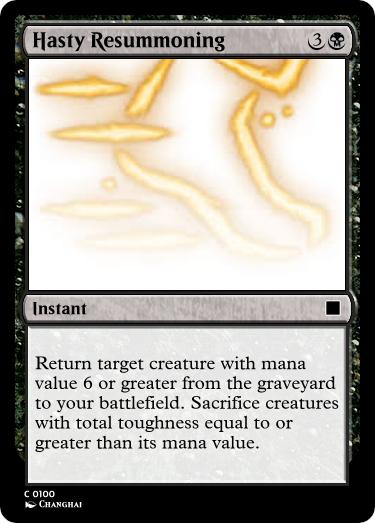 Hasty Resummoning 3
Instant
Return target creature with mana
value 6 or greater from the graveyard
to your battlefield. Sacrifice creatures
with total toughness equal to or
greater than its mana value.
C 0100
Changhai